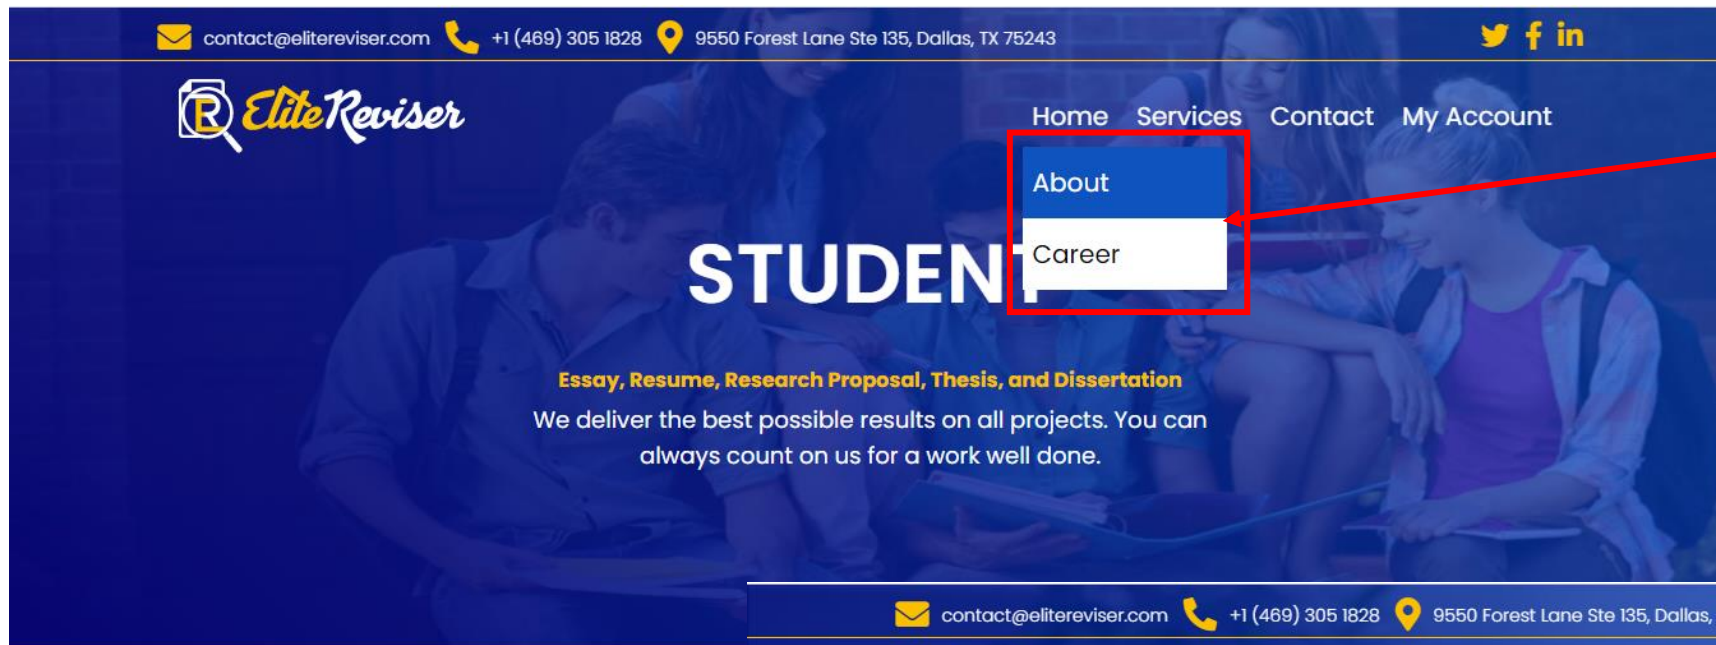 contact@elitereviser.com +1 (469) 305 1828 9550 Forest Lane Ste 135, Dallas, TX 75243
Elite Reviser
Home Services Contact My Account
About
Career
STUDENT
Essay, Resume, Research Proposal, Thesis, and Dissertation
We deliver the best possible results on all projects. You can
always count on us for a work well done.
contact@elitereviser.com +1 (469) 305 1828 9550 Forest Lane Ste 135, Dallas,